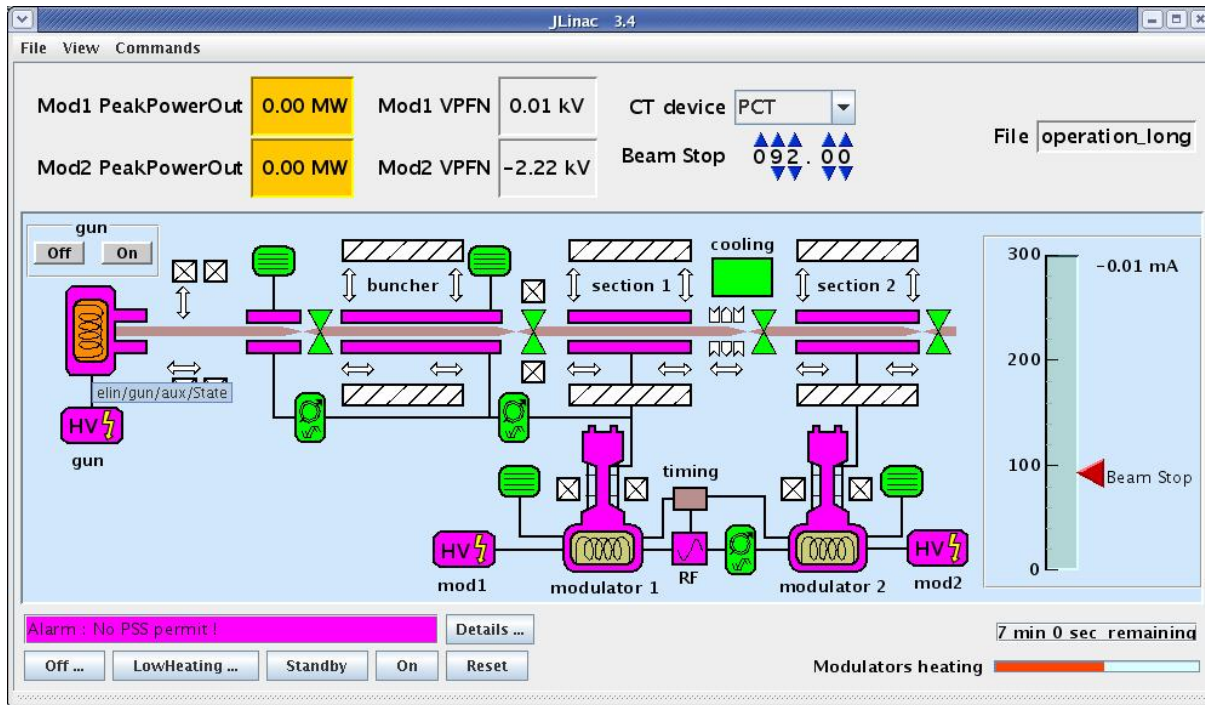 JLinac 3.4
File View Commands
Mod1 PeakPowerOut 0.00 MW Mod1 VPFN 0.01 kV CT device PCT
File operation_long
Mod2 PeakPowerOut 0.00 MW Mod2 VPFN -2.22 kV Beam Stop 092.00
gun
Off On
cooling
buncher section 1 section 2
300 -0.01 mA
200
elin/gun/aux/State
HV
gun
100 Beam Stop
timing
HV HV
mod1 modulator 1 RF modulator 2 mod2
0
Alarm : No PSS permit ! Details ... 7 min 0 sec remaining
Off ... LowHeating ... Standby On Reset Modulators heating